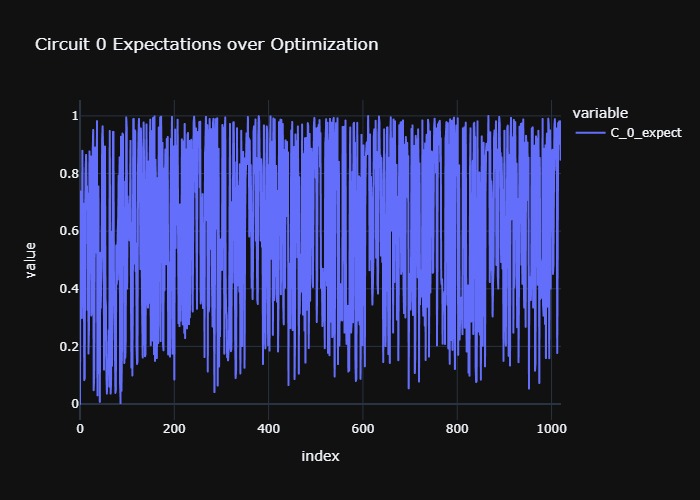 Circuit 0 Expectations over Optimization
variable
C_0_expect
1
0.8
0.6
0.4
0.2
0
value
0 200 400 600 800 1000
index